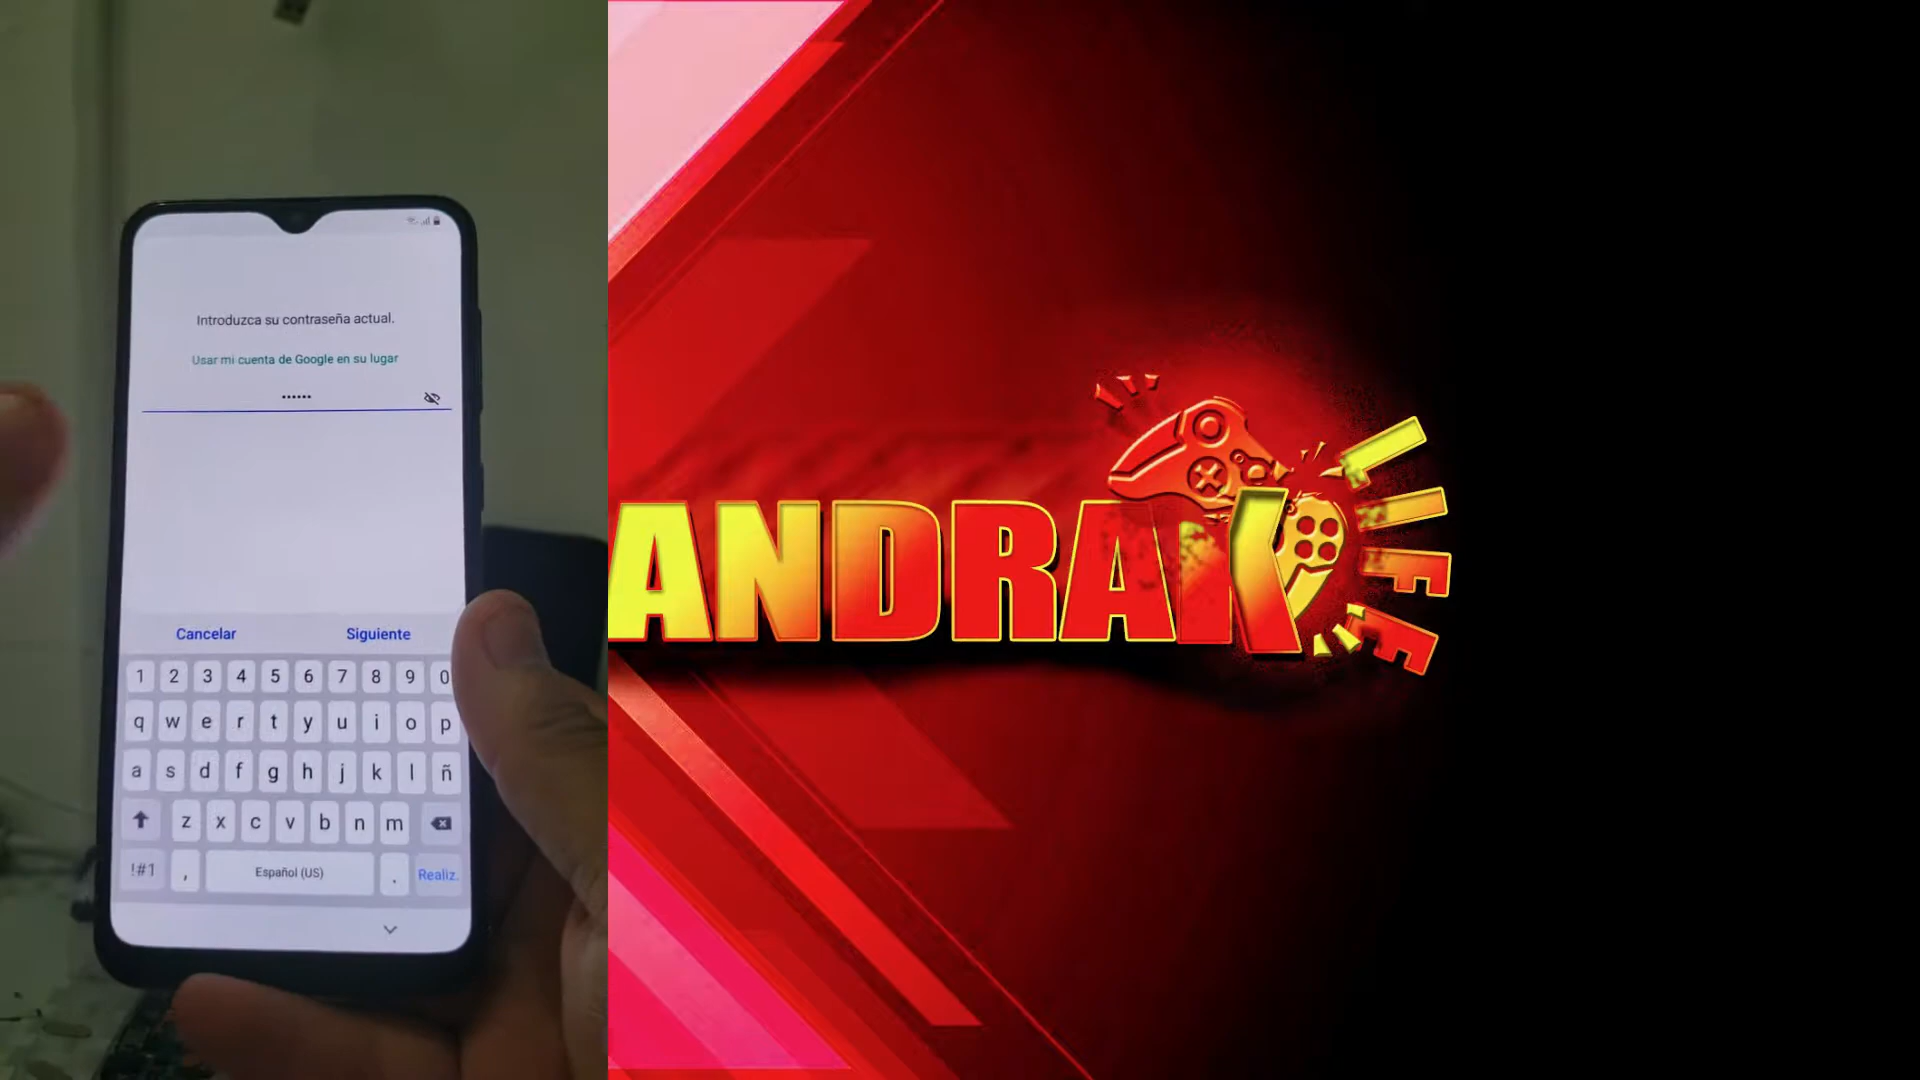 Introduzca su contraseña actual.
Usar mi cuenta de Google en su lugar
••••••
Cancelar
Siguiente
1 2 3 4 5 6 7 8 9 0
q w e r t y u i o p
a s d f g h j k l ñ
z x c v b n m
!#1 , Español (US) . Realiz.
ANDRAK
LIFE